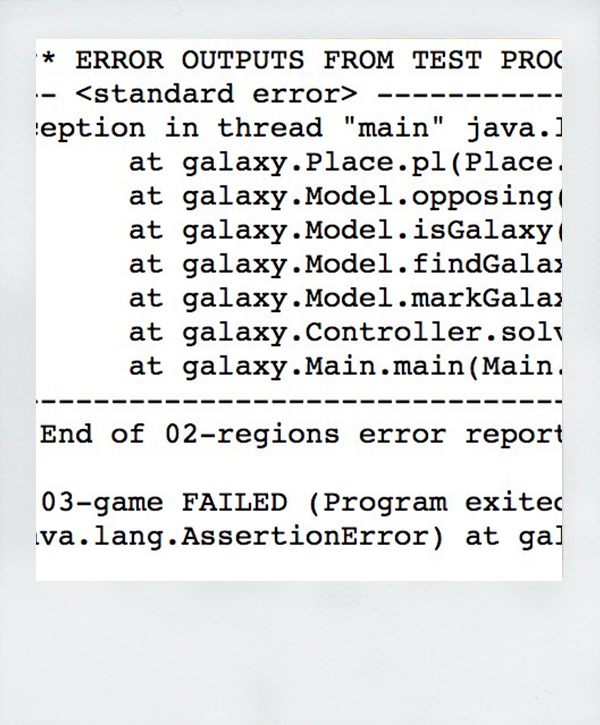 * ERROR OUTPUTS FROM TEST PROC
-- <standard error> -----------
eption in thread "main" java.I
at galaxy.Place.pl(Place.
at galaxy.Model.opposing(
at galaxy.Model.isGalaxy(
at galaxy.Model.findGalax
at galaxy.Model.markGalax
at galaxy.Controller.solv
at galaxy.Main.main(Main.
------------------------------
End of 02-regions error report
03-game FAILED (Program exited
va.lang.AssertionError) at gal